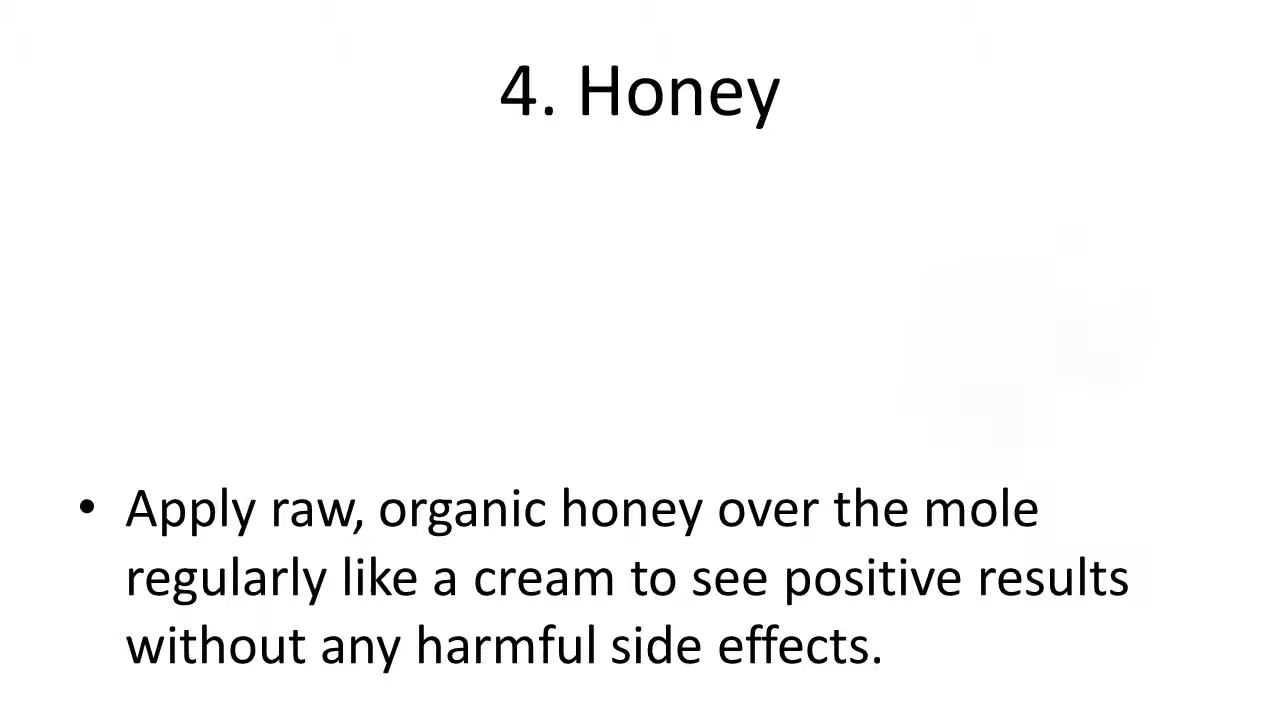 4. Honey
• Apply raw, organic honey over the mole
regularly like a cream to see positive results
without any harmful side effects.